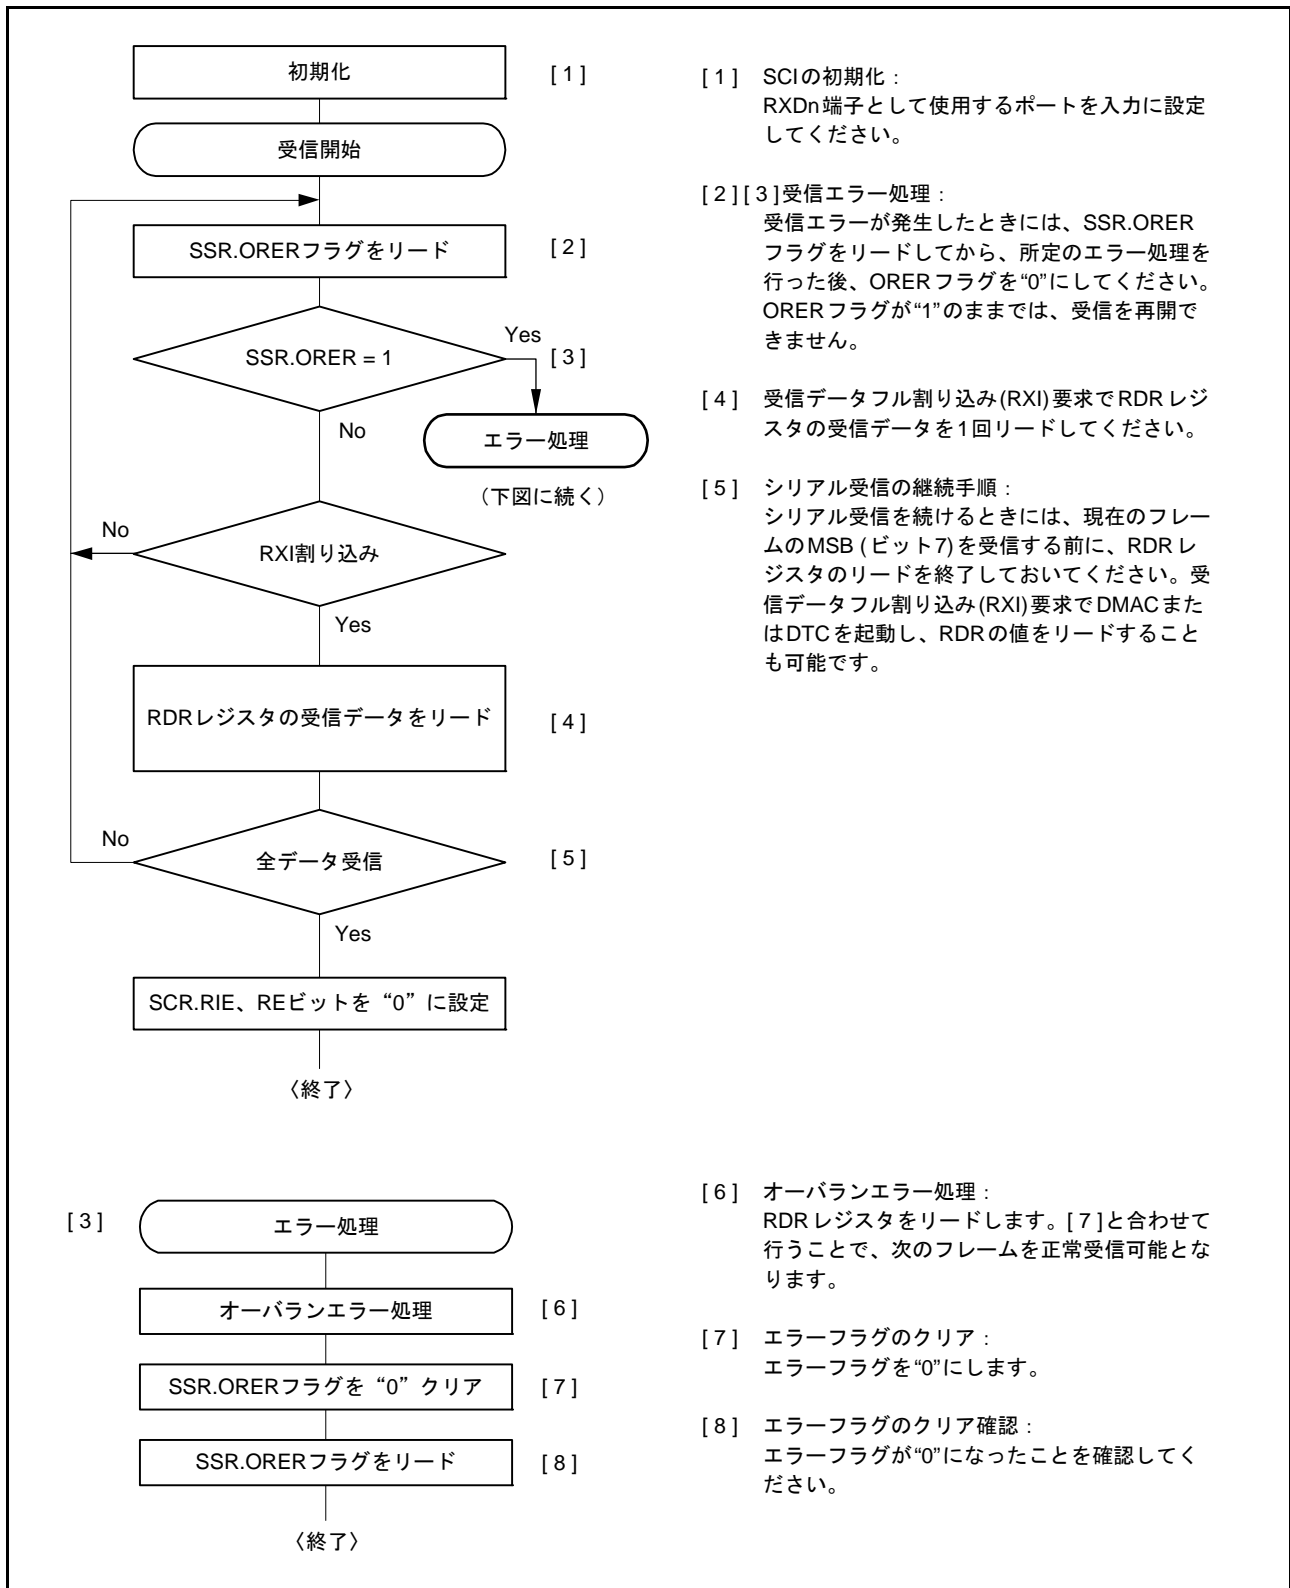 初期化
[ 1 ]
受信開始
SSR.ORERフラグをリード
[ 2 ]
SSR.ORER = 1
Yes
[ 3 ]
No
エラー処理
（下図に続く）
No
RXI割り込み
Yes
RDRレジスタの受信データをリード
[ 4 ]
No
全データ受信
[ 5 ]
Yes
SCR.RIE、REビットを“0”に設定
〈終了〉
[ 1 ] SCIの初期化：
RXDn端子として使用するポートを入力に設定
してください。
[ 2 ][ 3 ]受信エラー処理：
受信エラーが発生したときには、SSR.ORER
フラグをリードしてから、所定のエラー処理を
行った後、ORERフラグを“0”にしてください。
ORERフラグが“1”のままでは、受信を再開で
きません。
[ 4 ] 受信データフル割り込み(RXI)要求でRDRレジ
スタの受信データを1回リードしてください。
[ 5 ] シリアル受信の継続手順：
シリアル受信を続けるときには、現在のフレー
ムのMSB (ビット7)を受信する前に、RDRレ
ジスタのリードを終了しておいてください。受
信データフル割り込み(RXI)要求でDMACまた
はDTCを起動し、RDRの値をリードすること
も可能です。
[ 3 ]
エラー処理
オーバランエラー処理
[ 6 ]
SSR.ORERフラグを“0”クリア
[ 7 ]
SSR.ORERフラグをリード
[ 8 ]
〈終了〉
[ 6 ] オーバランエラー処理：
RDRレジスタをリードします。[ 7 ]と合わせて
行うことで、次のフレームを正常受信可能とな
ります。
[ 7 ] エラーフラグのクリア：
エラーフラグを“0”にします。
[ 8 ] エラーフラグのクリア確認：
エラーフラグが“0”になったことを確認してく
ださい。